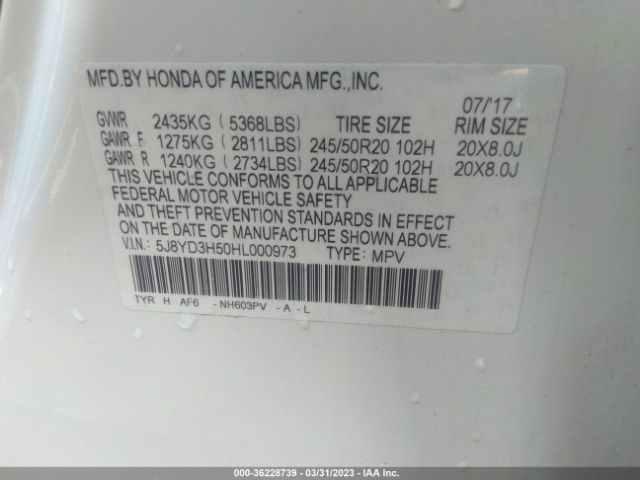 MFD.BY HONDA OF AMERICA MFG.,INC.
07/'17
GVWR 2435KG ( 5368LBS) TIRE SIZE RIM SIZE
GAWR F 1275KG ( 2811LBS) 245/50R20 102H 20X8.0J
GAWR R 1240KG ( 2734LBS) 245/50R20 102H 20X8.0J
THIS VEHICLE CONFORMS TO ALL APPLICABLE
FEDERAL MOTOR VEHICLE SAFETY
AND THEFT PREVENTION STANDARDS IN EFFECT
ON THE DATE OF MANUFACTURE SHOWN ABOVE.
V.I.N.: 5J8YD3H50HL000973 TYPE: MPV
TYR H AF6 -NH603PV -A -L
000-36228739 - 03/31/2023 - IAA Inc.